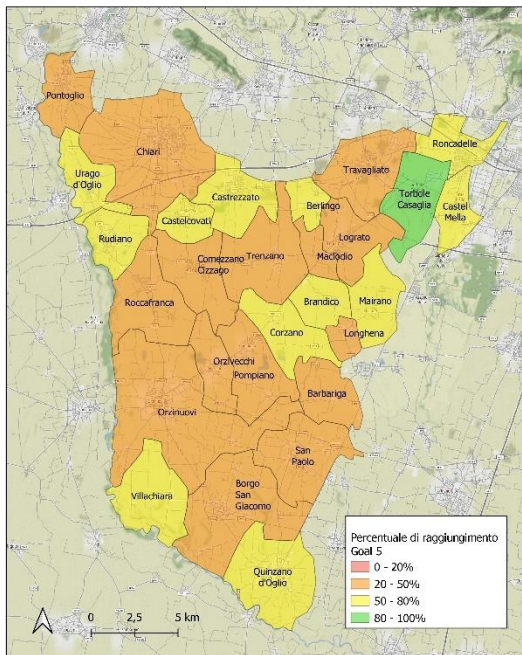 Pontoglio
Chiari
Urago
d'Oglio
Rudiano
Castelcovati
Castrezzato
Berlingo
Travagliato
Roncadelle
Torbole
Casaglia
Castel
Mella
Comezzano
Cizzago
Trenzano
Lograto
Maclodio
Roccafranca
Brandico
Mairano
Corzano
Longhena
Orzivecchi
Pompiano
Barbariga
Orzinuovi
San
Paolo
Villachiara
Borgo
San
Giacomo
Quinzano
d'Oglio
Percentuale di raggiungimento
Goal 5
0 - 20%
20 - 50%
50 - 80%
80 - 100%
0 2,5 5 km